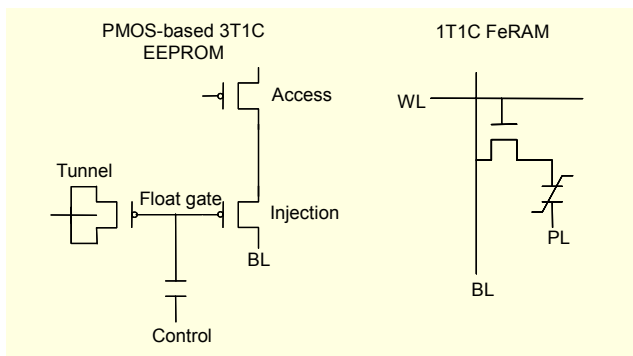 PMOS-based 3T1C
EEPROM
Access
Tunnel
Float gate
Injection
BL
Control
1T1C FeRAM
WL
PL
BL